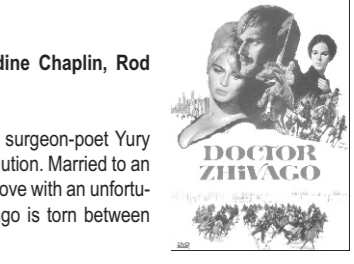 dine Chaplin, Rod
surgeon-poet Yury
ution. Married to an
ove with an unfortu-
go is torn between
DOCTOR
ZHiVAGO
DVD